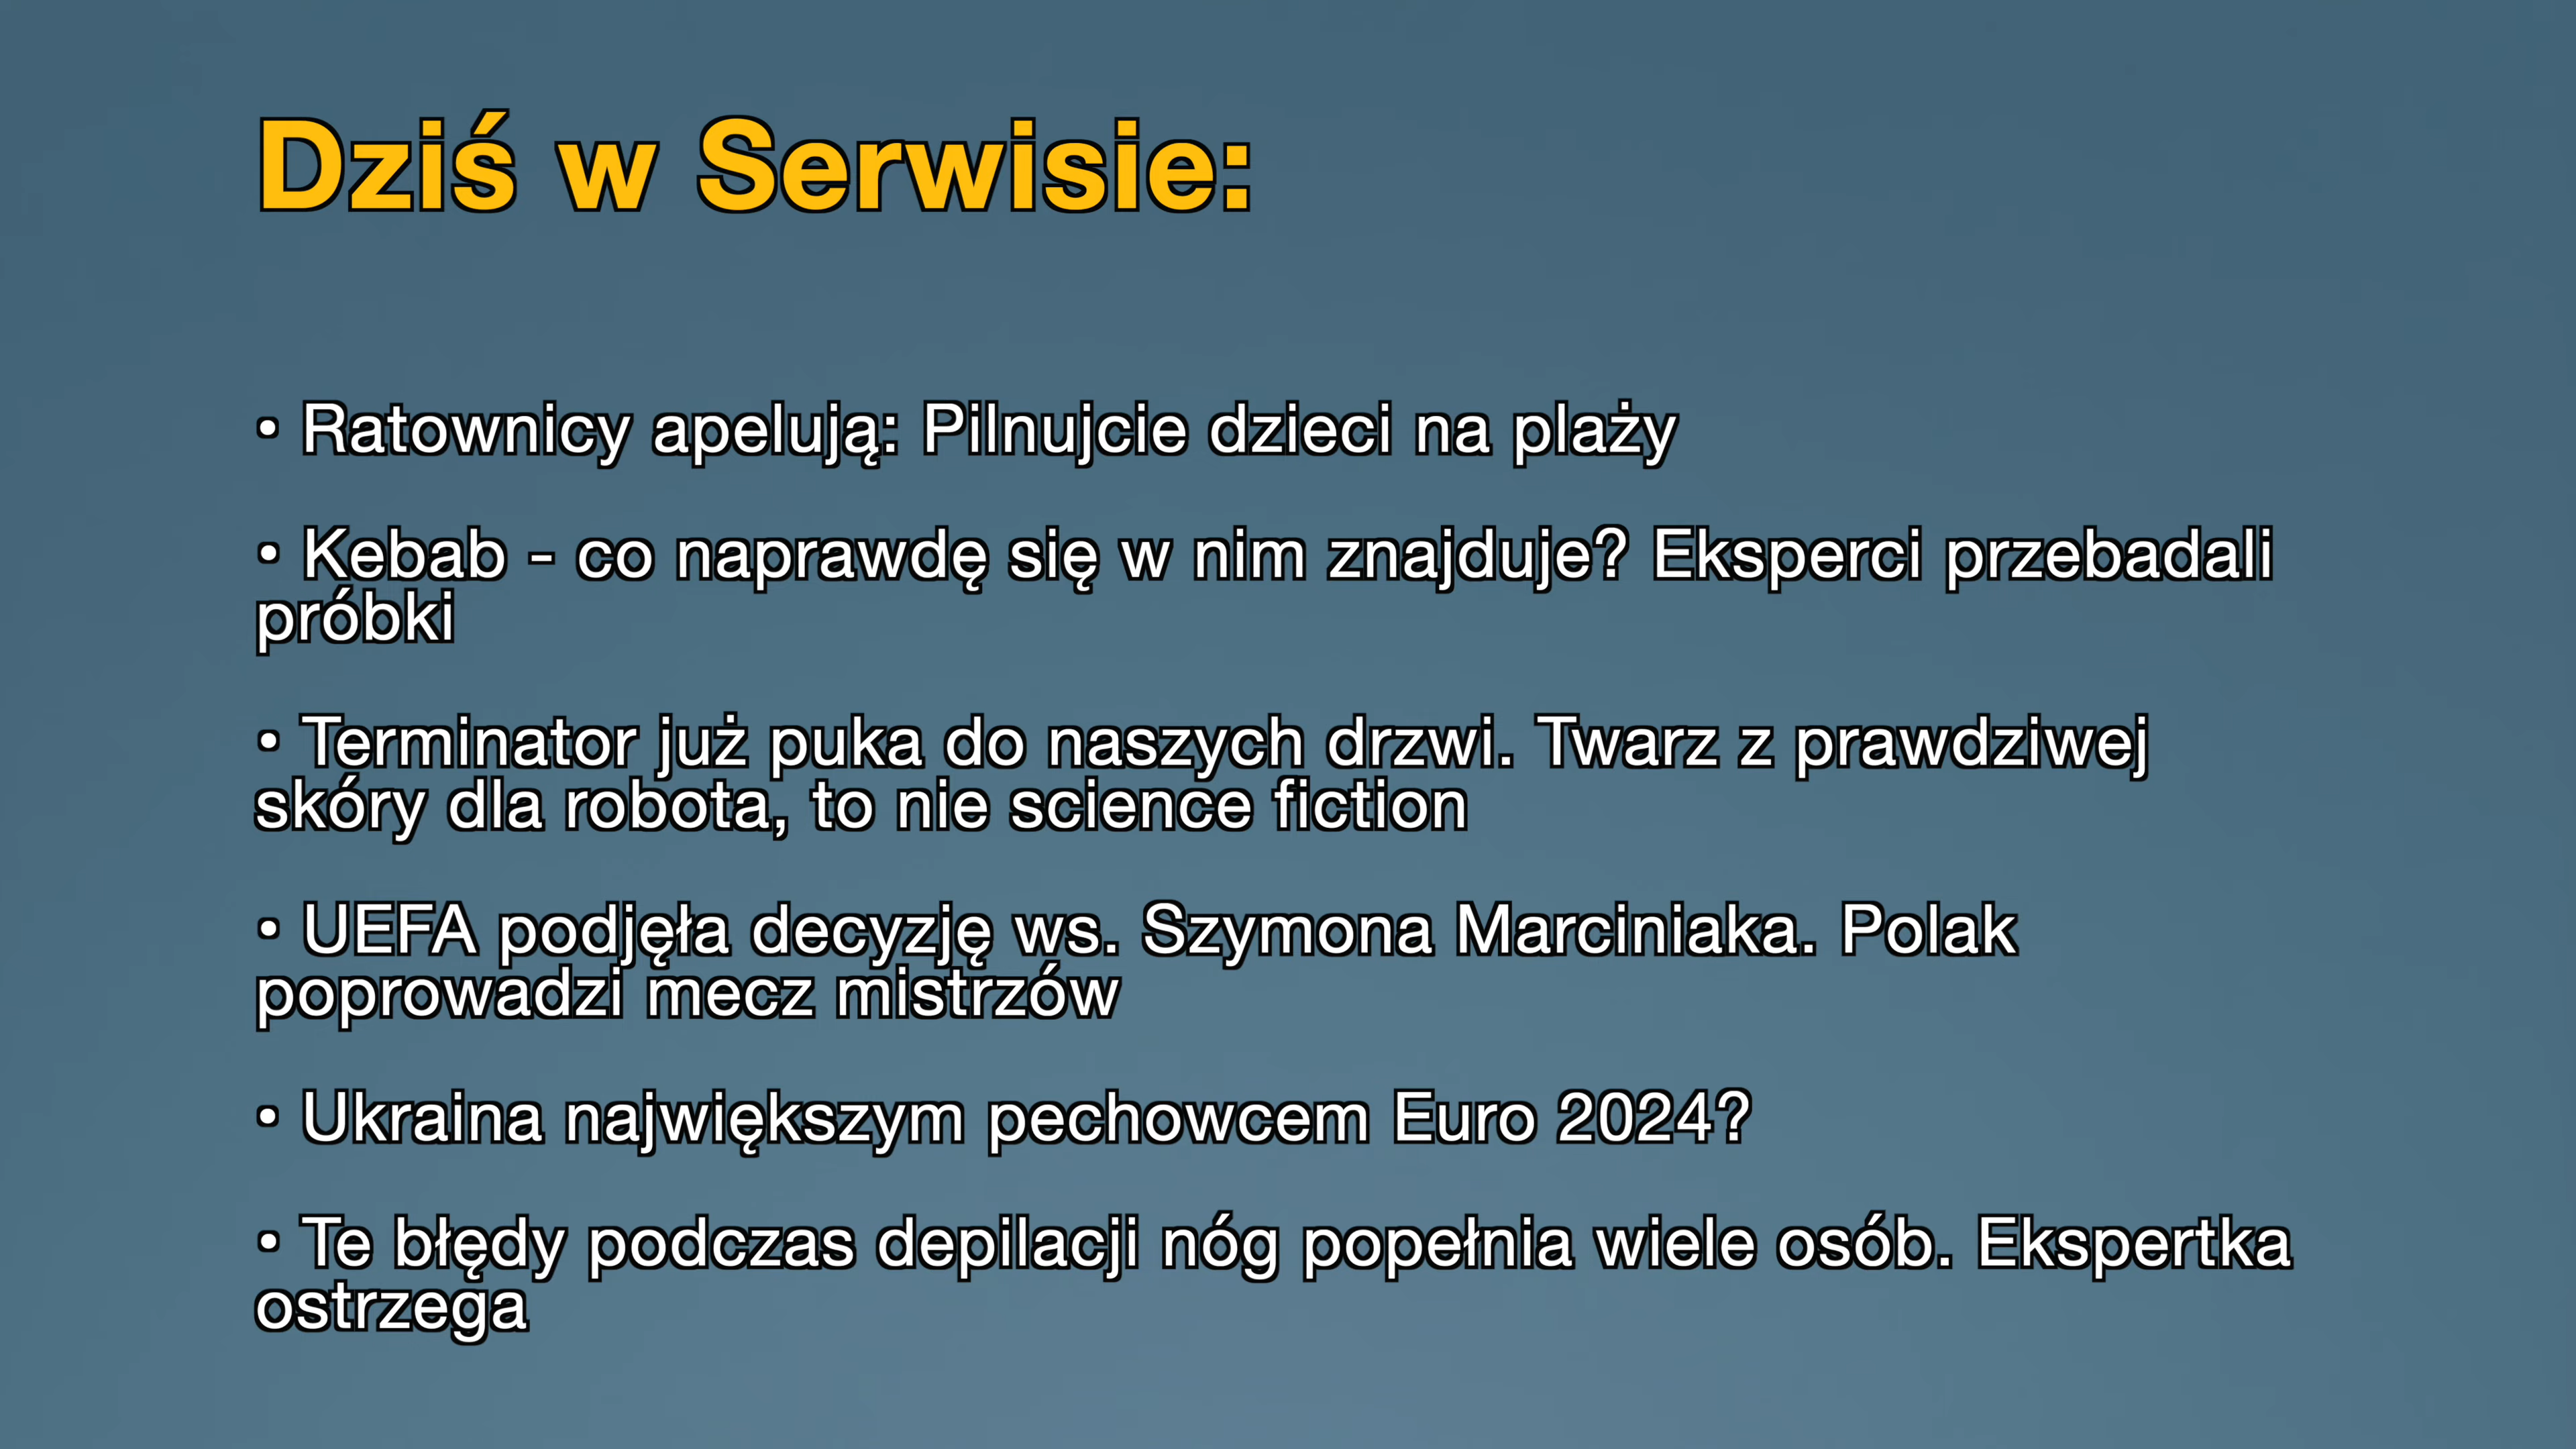 Dziś w Serwisie:
• Ratownicy apelują: Pilnujcie dzieci na plaży
• Kebab - co naprawdę się w nim znajduje? Eksperci przebadali
próbki
• Terminator już puka do naszych drzwi. Twarz z prawdziwej
skóry dla robota, to nie science fiction
• UEFA podjęła decyzję ws. Szymona Marciniaka. Polak
poprowadzi mecz mistrzów
• Ukraina największym pechowcem Euro 2024?
• Te błędy podczas depilacji nóg popełnia wiele osób. Ekspertka
ostrzega